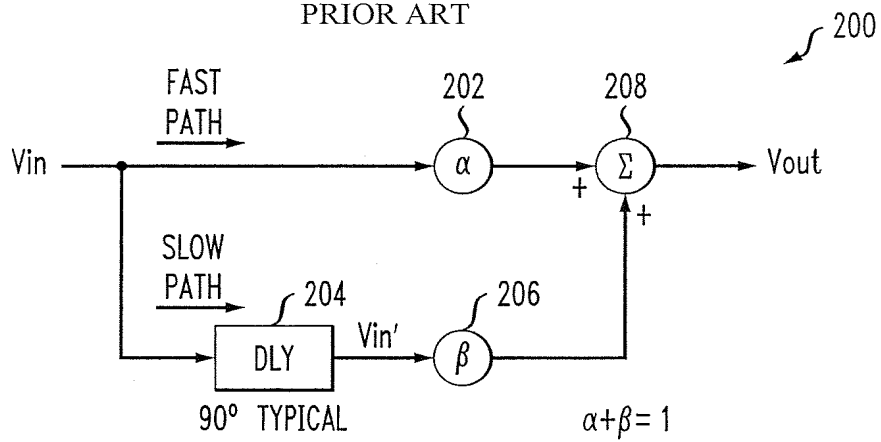 PRIOR ART
200
FAST
PATH
202
208
Vin
α
Σ
Vout
+
+
SLOW
PATH
204
206
DLY
Vin'
β
90° TYPICAL
α+β=1